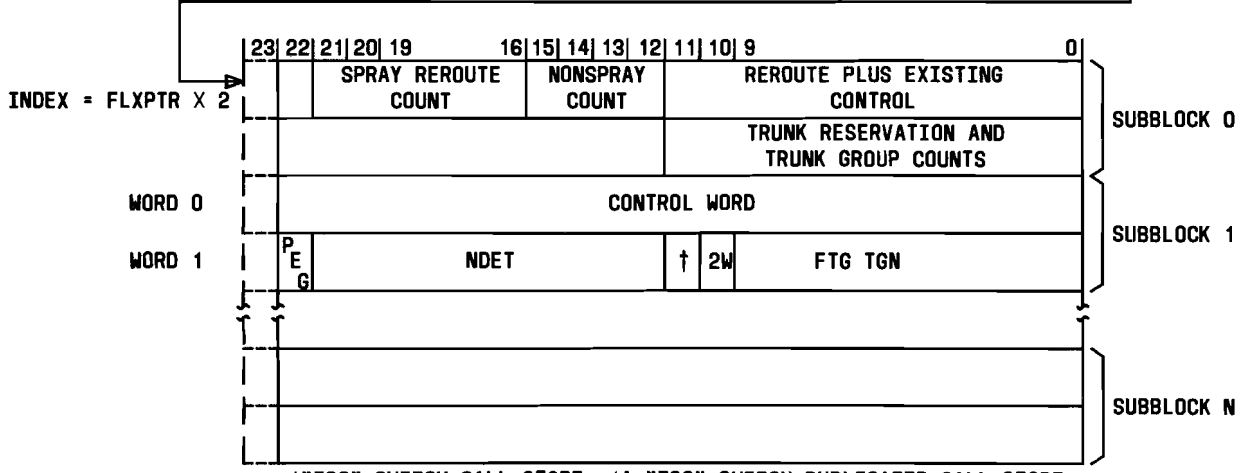 23 22 21 20 19 16 15 14 13 12 11 10 9 0
SPRAY REROUTE COUNT
NONSPRAY COUNT
REROUTE PLUS EXISTING CONTROL
INDEX = FLXPTR X 2
SUBBLOCK 0
TRUNK RESERVATION AND
TRUNK GROUP COUNTS
WORD 0
CONTROL WORD
SUBBLOCK 1
WORD 1
PEG
NDET
†
2W
FTG TGN
SUBBLOCK N